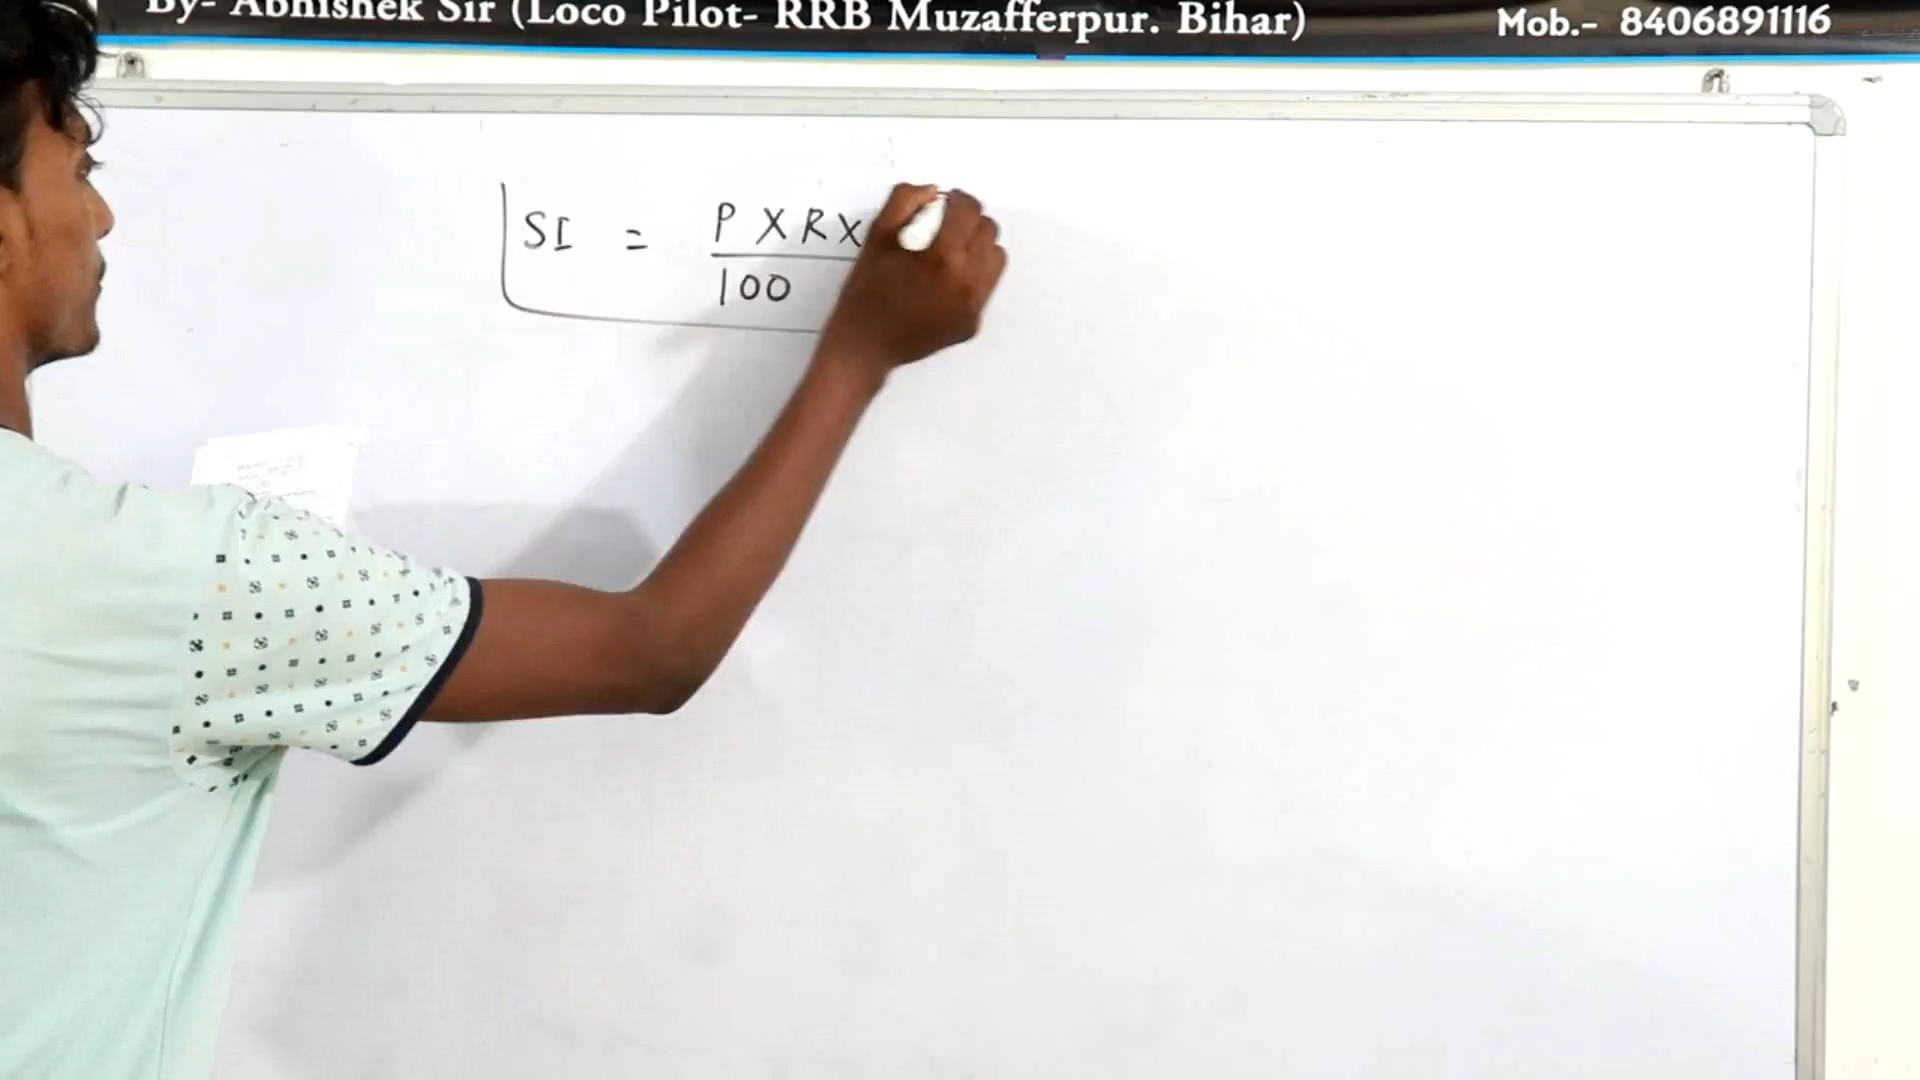 By- Abhishek Sir (Loco Pilot- RRB Muzafferpur. Bihar)
Mob.- 8406891116
SI = P X R X
100